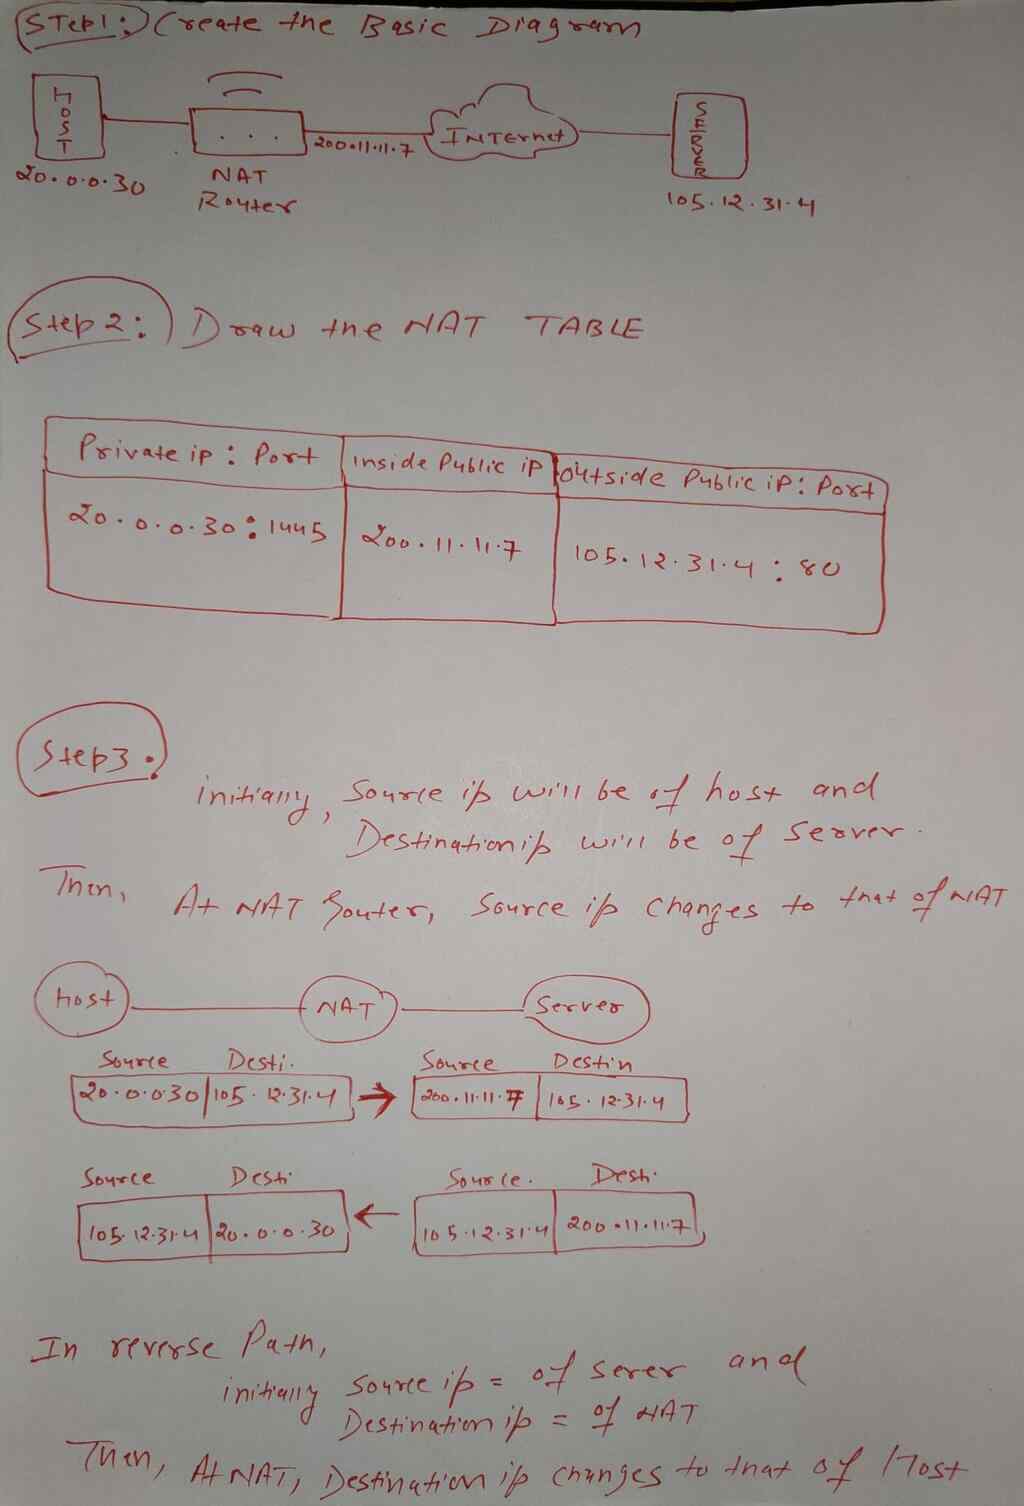 STEP1: Create the Basic Diagram
HOST
SERVER
200.11.11.7
INTERnet
20.0.0.30
NAT
Router
105.12.31.4
Step 2: Draw the NAT TABLE
Private ip : Port
inside Public ip
outside Public iP: Port
20.0.0.30:1445
200.11.11.7
105.12.31.4 : 80
Step3:
initially, Source ip will be of host and
Destination ip will be of Server.
Then, At NAT Router, Source ip changes to that of NAT
host
NAT
Server
Source Desti.
Source Destin
20.0.0.30 105.12.31.4
200.11.11.7 105.12.31.4
Source Desti
Source. Desti.
105.12.31.4 20.0.0.30
105.12.31.4 200.11.11.7
In reverse Path,
initially Source ip = of serer and
Destination ip = of NAT
Then, At NAT, Destination ip changes to that of Host